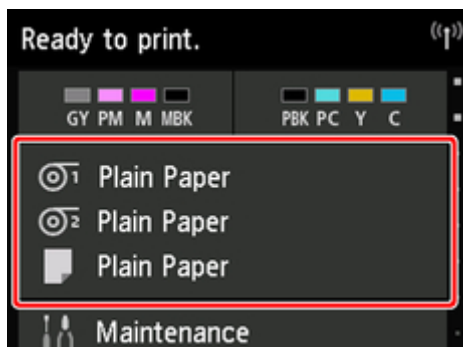 Ready to print.
GY PM M MBK PBK PC Y C
1 Plain Paper
2 Plain Paper
Plain Paper
Maintenance